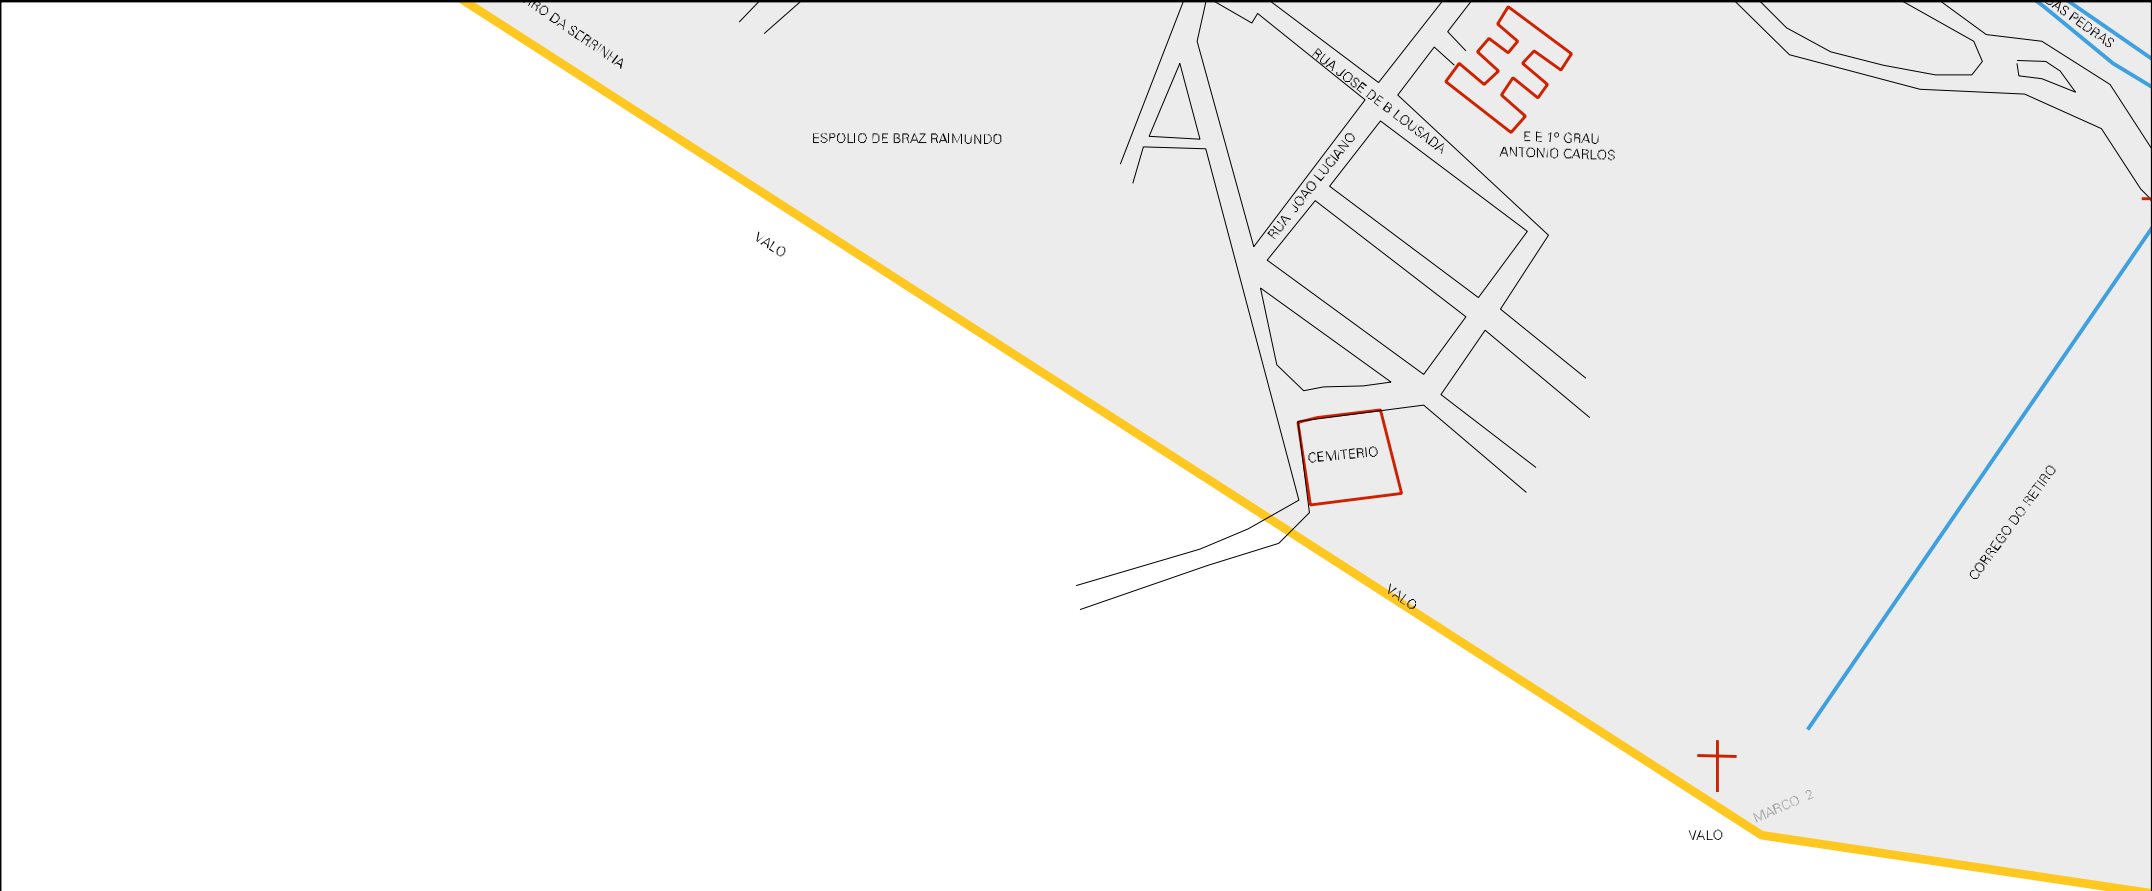 DA SERRINHA
DAS PEDRAS
RUA JOSE DE B LOUSADA
ESPOLIO DE BRAZ RAIMUNDO
E E 1º GRAU
ANTONIO CARLOS
RUA JOAO LUCIANO
VALO
CEMITERIO
CORREGO DO RETIRO
VALO
MARCO 2
VALO